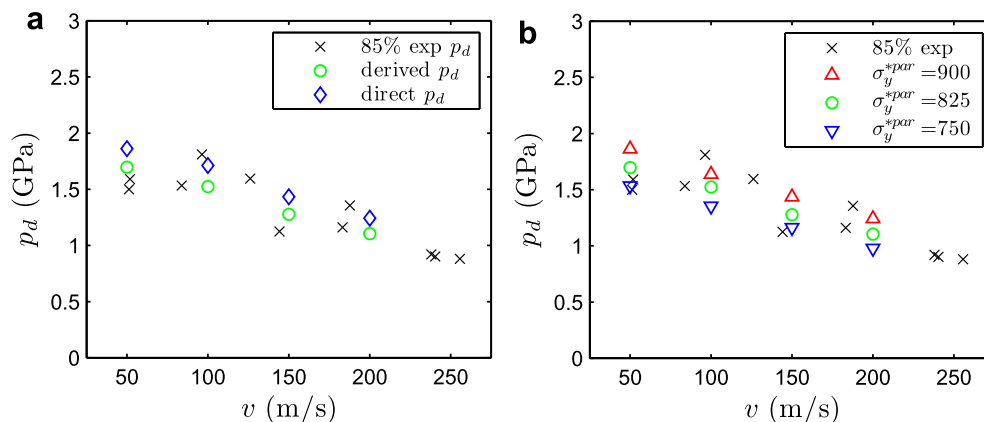 a
3
2.5
2
1.5
1
0.5
0
50 100 150 200 250
p_d (GPa)
v (m/s)
85% exp p_d
derived p_d
direct p_d
b
3
2.5
2
1.5
1
0.5
0
50 100 150 200 250
p_d (GPa)
v (m/s)
85% exp
σ_y^{*par}=900
σ_y^{*par}=825
σ_y^{*par}=750